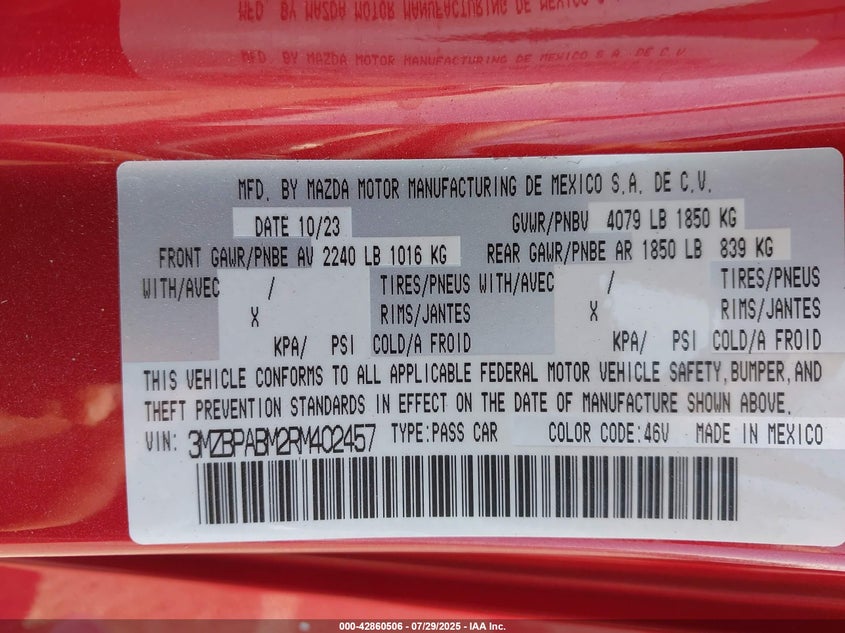 MFD. BY MAZDA MOTOR MANUFACTURING DE MEXICO S.A. DE C.V.
DATE 10/23 GVWR/PNBV 4079 LB 1850 KG
FRONT GAWR/PNBE AV 2240 LB 1016 KG REAR GAWR/PNBE AR 1850 LB 839 KG
WITH/AVEC / TIRES/PNEUS WITH/AVEC / TIRES/PNEUS
X RIMS/JANTES X RIMS/JANTES
KPA/ PSI COLD/A FROID KPA/ PSI COLD/A FROID
THIS VEHICLE CONFORMS TO ALL APPLICABLE FEDERAL MOTOR VEHICLE SAFETY, BUMPER, AND
THEFT PREVENTION STANDARDS IN EFFECT ON THE DATE OF MANUFACTURE SHOWN ABOVE.
VIN: 3MZBPABM2RM402457 TYPE:PASS CAR COLOR CODE:46V MADE IN MEXICO
000-42860506 - 07/29/2025 - IAA Inc.